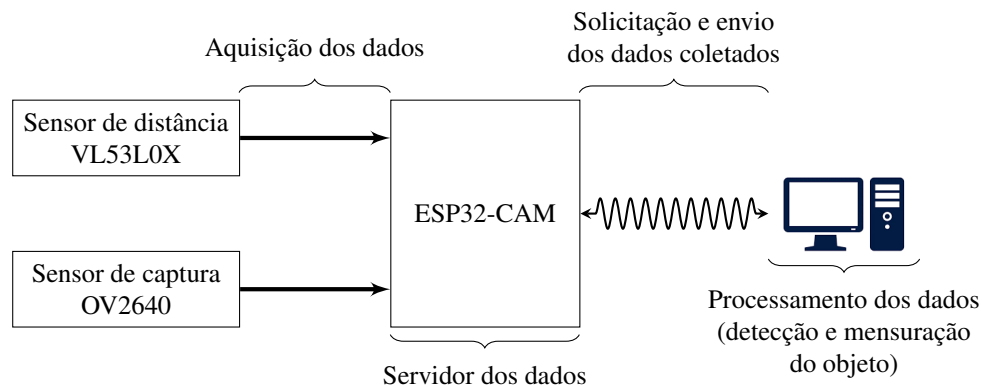 Solicitação e envio
dos dados coletados
Aquisição dos dados
Sensor de distância
VL53L0X
ESP32-CAM
Sensor de captura
OV2640
Processamento dos dados
(detecção e mensuração
do objeto)
Servidor dos dados